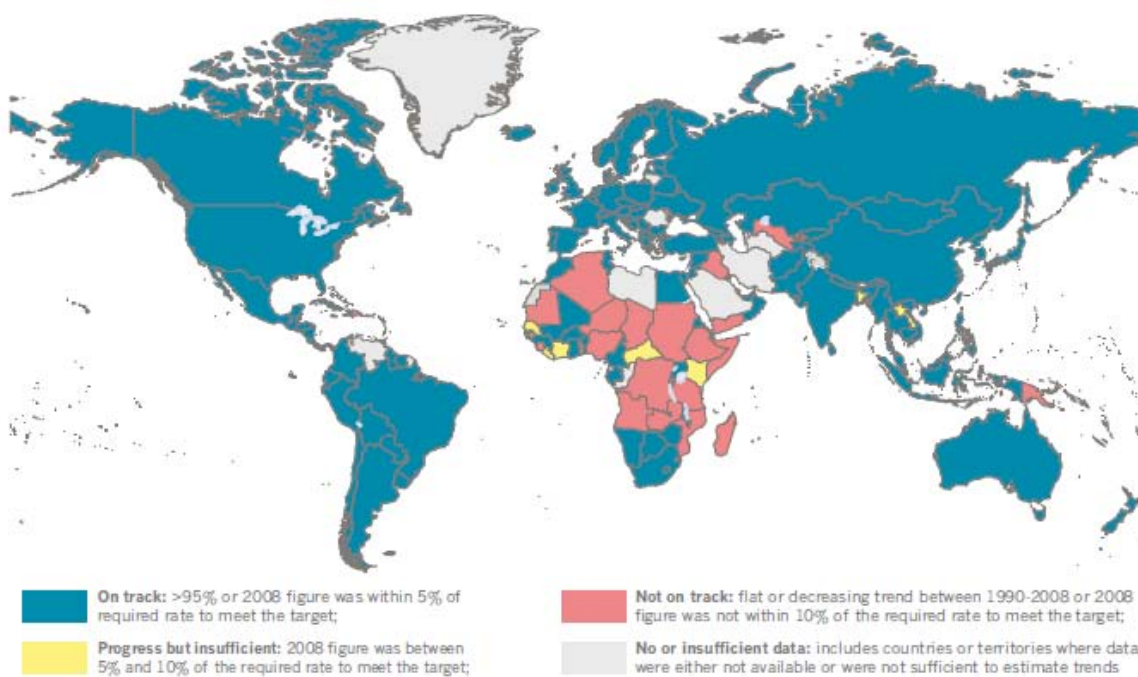 On track: >95% or 2008 figure was within 5% of
required rate to meet the target;
Progress but insufficient: 2008 figure was between
5% and 10% of the required rate to meet the target;
Not on track: flat or decreasing trend between 1990-2008 or 2008
figure was not within 10% of the required rate to meet the target;
No or insufficient data: includes countries or territories where data
were either not available or were not sufficient to estimate trends